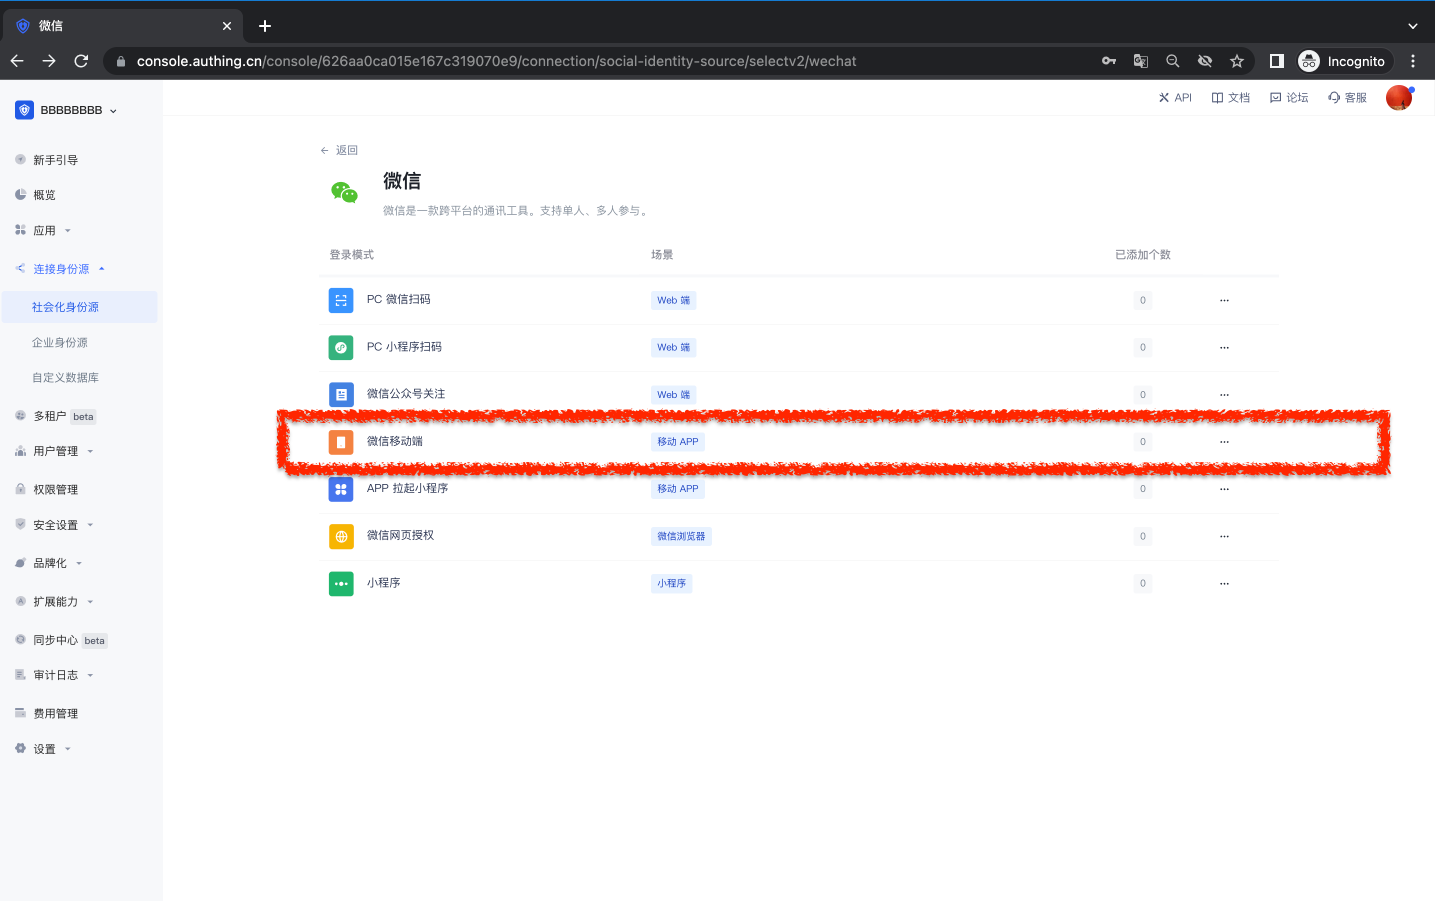 微信
console.authing.cn/console/626aa0ca015e167c319070e9/connection/social-identity-source/selectv2/wechat
Incognito
BBBBBBBB
API
文档
论坛
客服
新手引导
概览
应用
连接身份源
社会化身份源
企业身份源
自定义数据库
多租户 beta
用户管理
权限管理
安全设置
品牌化
扩展能力
同步中心 beta
审计日志
费用管理
设置
返回
微信
微信是一款跨平台的通讯工具。支持单人、多人参与。
登录模式 场景 已添加个数
PC 微信扫码 Web 端 0 ···
PC 小程序扫码 Web 端 0 ···
微信公众号关注 Web 端 0 ···
微信移动端 移动 APP 0 ···
APP 拉起小程序 移动 APP 0 ···
微信网页授权 微信浏览器 0 ···
小程序 小程序 0 ···